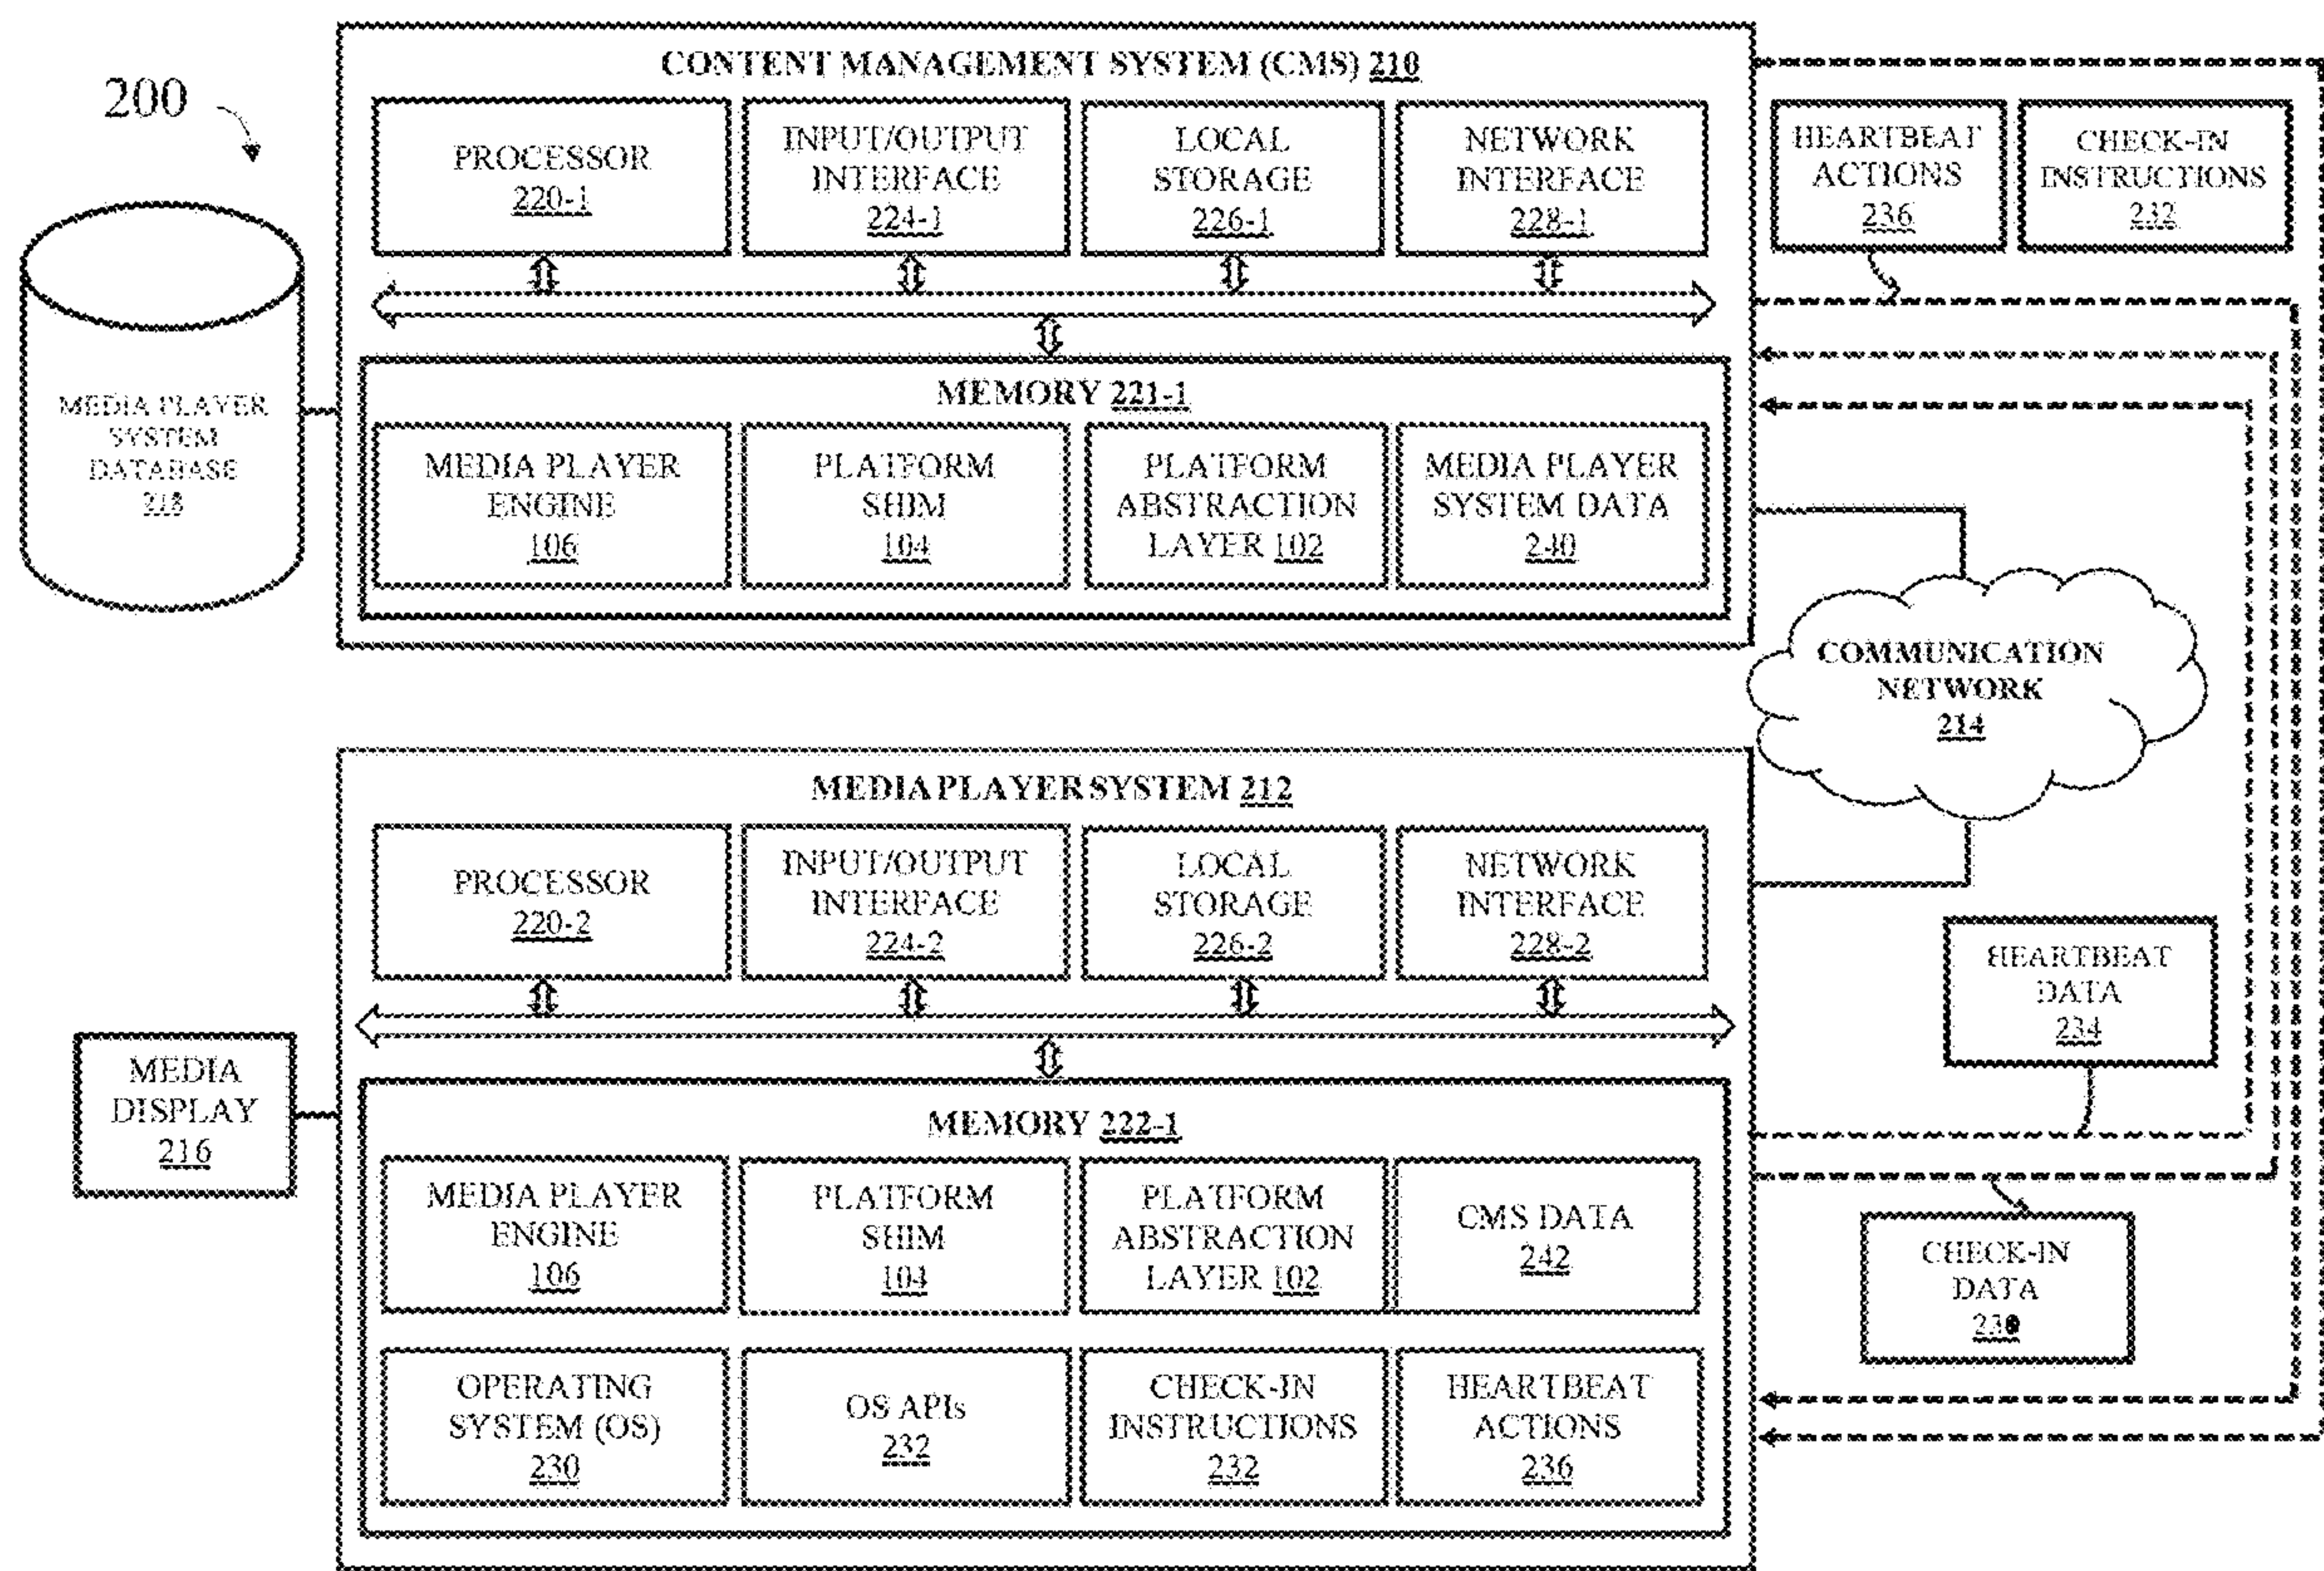 200
CONTENT MANAGEMENT SYSTEM (CMS) 210
PROCESSOR
220-1
INPUT/OUTPUT
INTERFACE
224-1
LOCAL
STORAGE
226-1
NETWORK
INTERFACE
228-1
HEARTBEAT
ACTIONS
236
CHECK-IN
INSTRUCTIONS
232
MEDIA PLAYER
SYSTEM
DATABASE
218
MEMORY 221-1
MEDIA PLAYER
ENGINE
106
PLATFORM
SHIM
104
PLATFORM
ABSTRACTION
LAYER 102
MEDIA PLAYER
SYSTEM DATA
240
COMMUNICATION
NETWORK
214
MEDIA PLAYER SYSTEM 212
PROCESSOR
220-2
INPUT/OUTPUT
INTERFACE
224-2
LOCAL
STORAGE
226-2
NETWORK
INTERFACE
228-2
HEARTBEAT
DATA
234
MEDIA
DISPLAY
216
MEMORY 222-1
MEDIA PLAYER
ENGINE
106
PLATFORM
SHIM
104
PLATFORM
ABSTRACTION
LAYER 102
CMS DATA
242
CHECK-IN
DATA
230
OPERATING
SYSTEM (OS)
230
OS APIs
232
CHECK-IN
INSTRUCTIONS
232
HEARTBEAT
ACTIONS
236